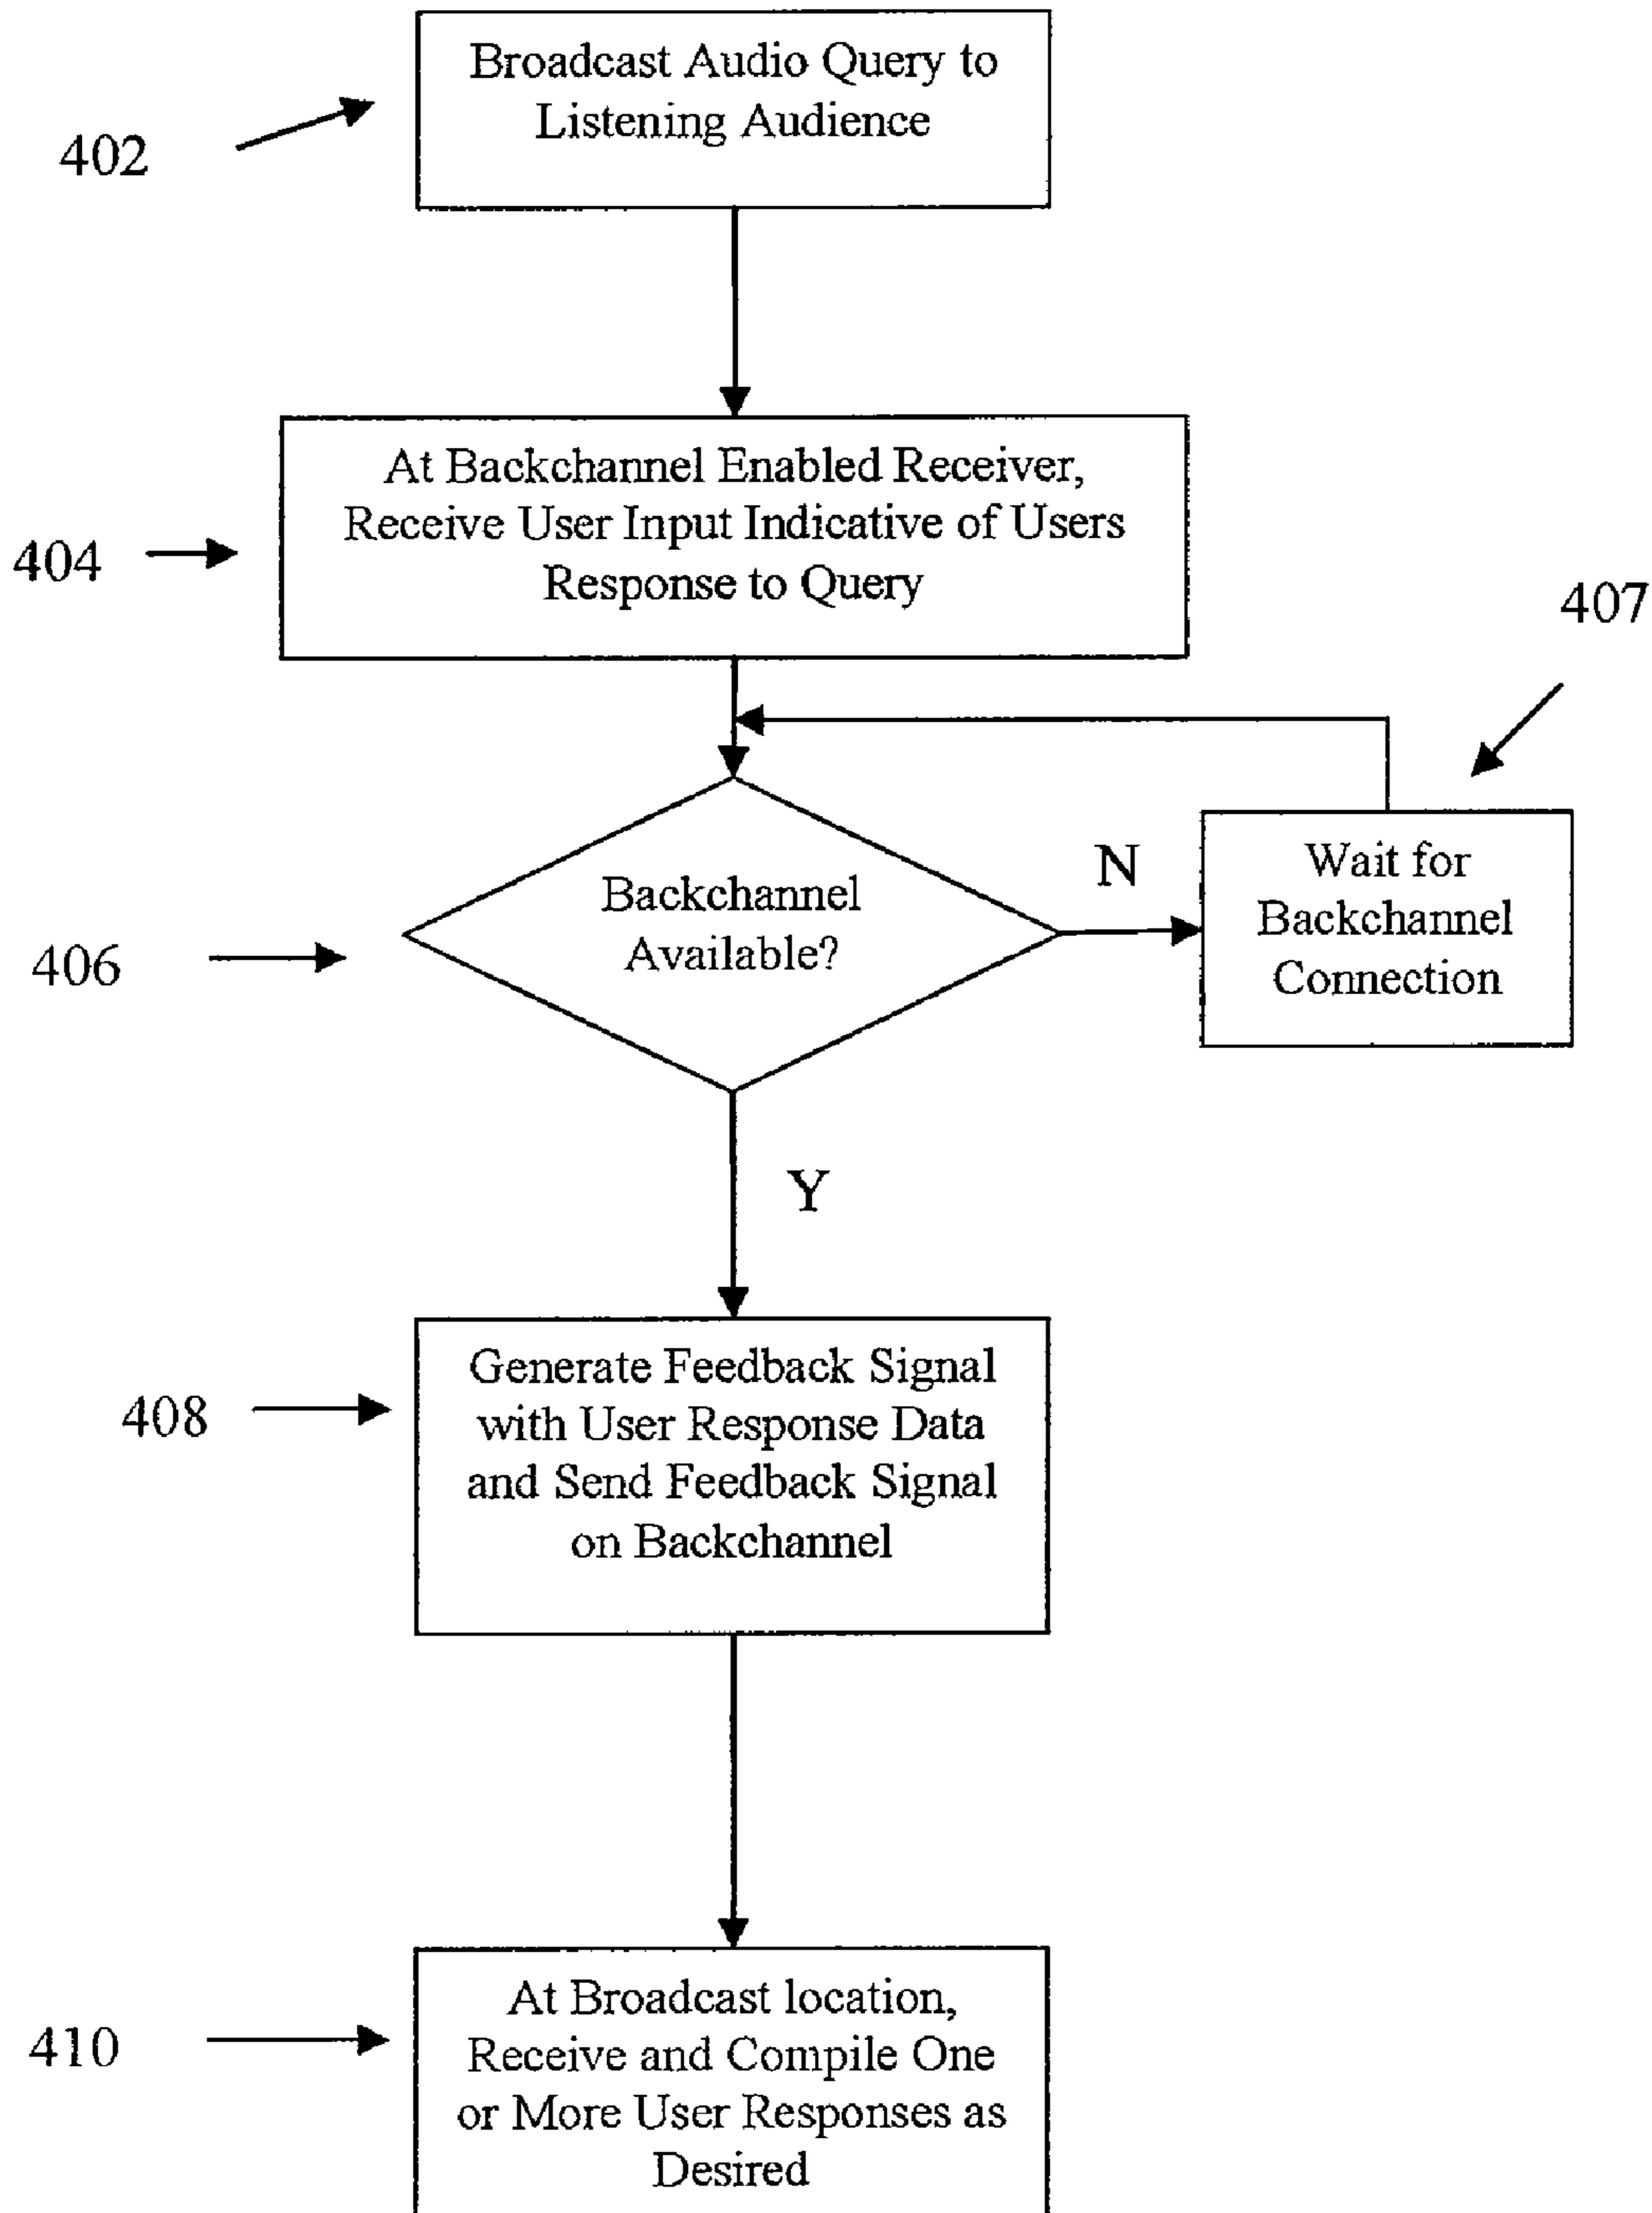 Broadcast Audio Query to
Listening Audience
402
At Backchannel Enabled Receiver,
Receive User Input Indicative of Users
Response to Query
404
407
Backchannel
Available?
406
N
Wait for
Backchannel
Connection
Y
Generate Feedback Signal
with User Response Data
and Send Feedback Signal
on Backchannel
408
At Broadcast location,
Receive and Compile One
or More User Responses as
Desired
410